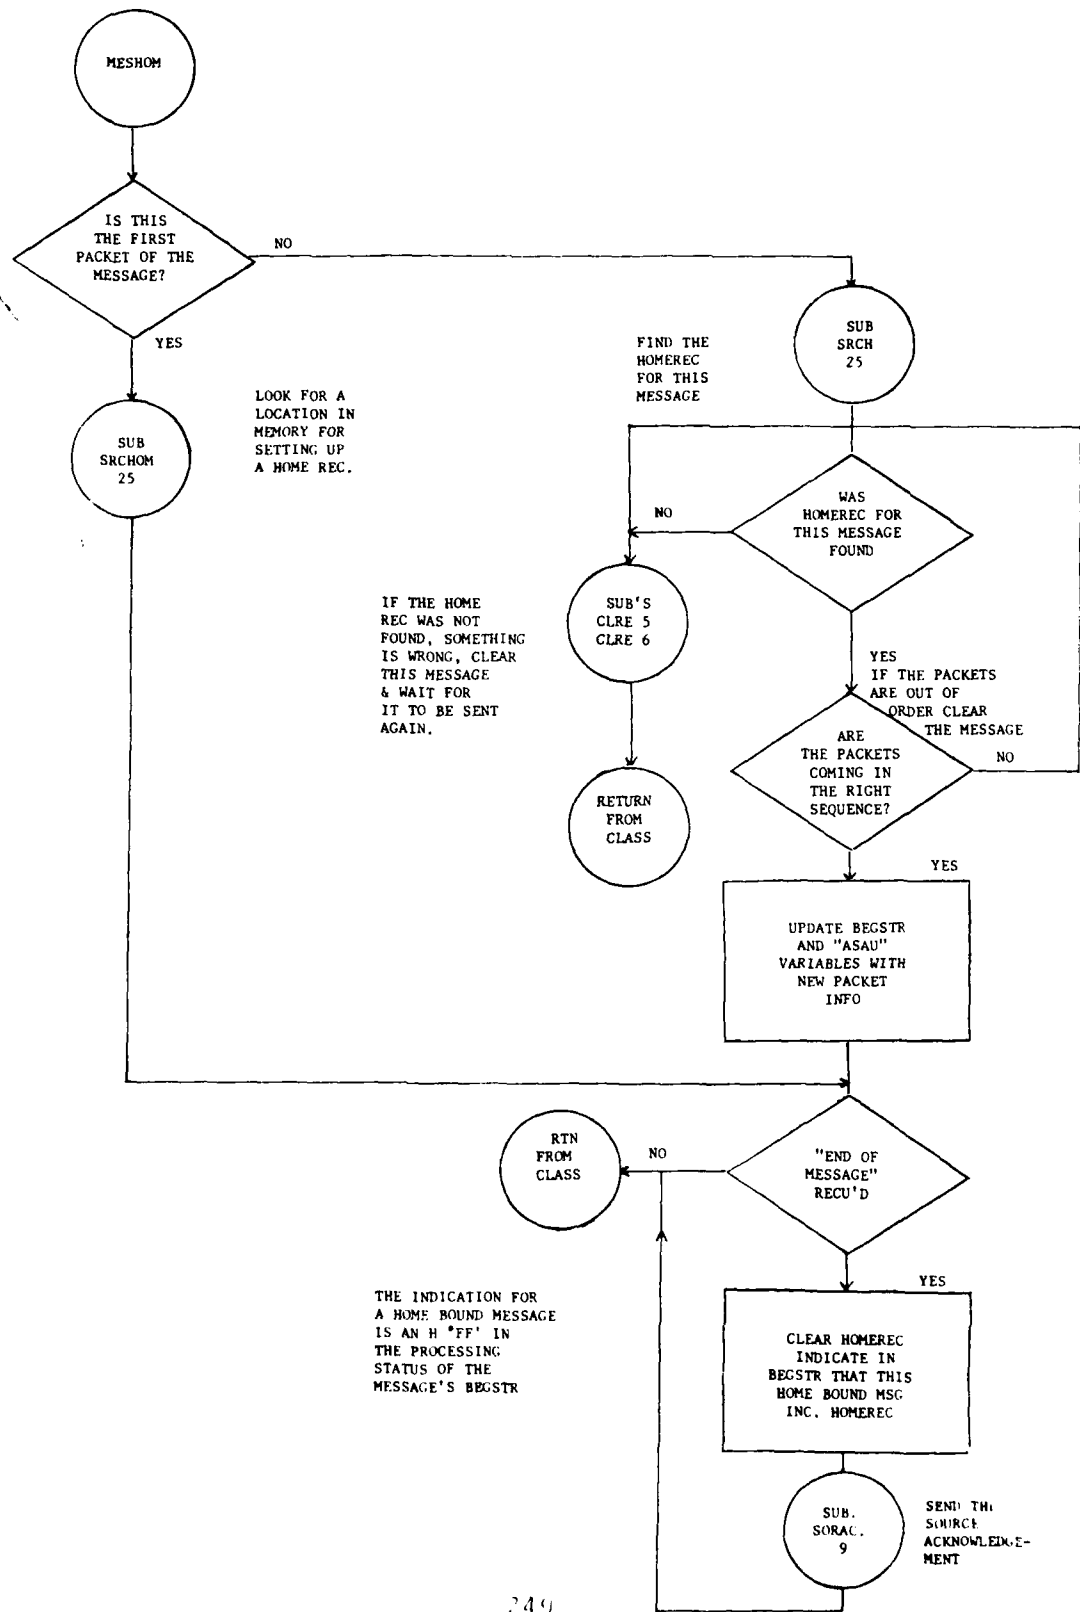 MESHOM
IS THIS
THE FIRST
PACKET OF THE
MESSAGE?
NO
YES
SUB
SRCHOM
25
LOOK FOR A
LOCATION IN
MEMORY FOR
SETTING UP
A HOME REC.
FIND THE
HOMEREC
FOR THIS
MESSAGE
SUB
SRCH
25
WAS
HOMEREC FOR
THIS MESSAGE
FOUND
NO
SUB'S
CLRE 5
CLRE 6
IF THE HOME
REC WAS NOT
FOUND, SOMETHING
IS WRONG, CLEAR
THIS MESSAGE
& WAIT FOR
IT TO BE SENT
AGAIN.
RETURN
FROM
CLASS
YES
IF THE PACKETS
ARE OUT OF
ORDER CLEAR
THE MESSAGE
ARE
THE PACKETS
COMING IN
THE RIGHT
SEQUENCE?
NO
YES
UPDATE BEGSTR
AND "ASAU"
VARIABLES WITH
NEW PACKET
INFO
"END OF
MESSAGE"
RECU'D
NO
RTN
FROM
CLASS
YES
THE INDICATION FOR
A HOME BOUND MESSAGE
IS AN H 'FF' IN
THE PROCESSING
STATUS OF THE
MESSAGE'S BEGSTR
CLEAR HOMEREC
INDICATE IN
BEGSTR THAT THIS
HOME BOUND MSG
INC. HOMEREC
SUB.
SORAC.
9
SEND THE
SOURCE
ACKNOWLEDGE-
MENT
249